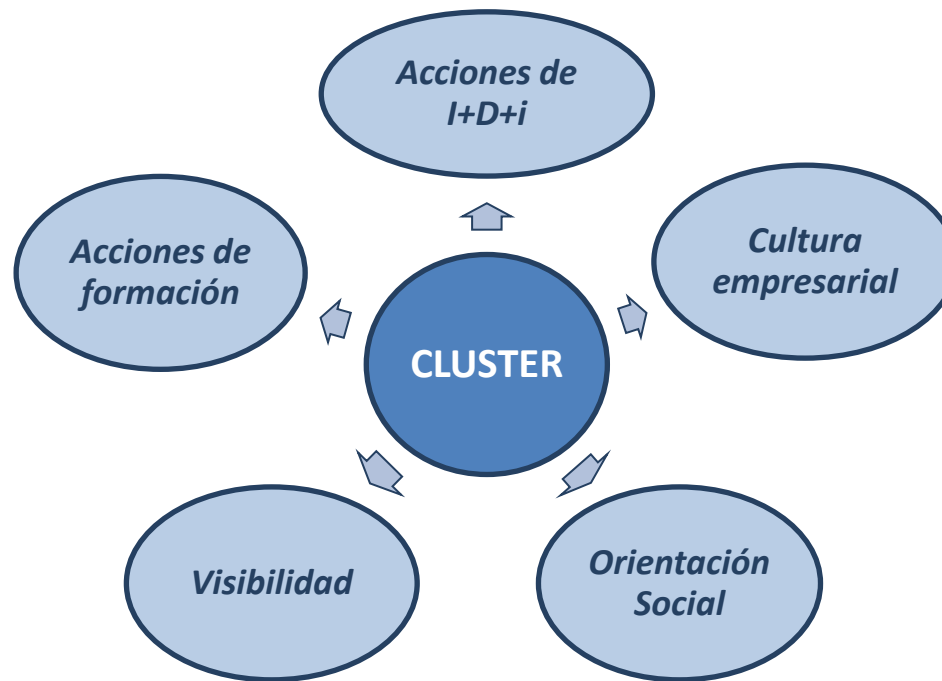 Acciones de
I+D+i
Cultura
empresarial
Acciones de
formación
CLUSTER
Visibilidad
Orientación
Social